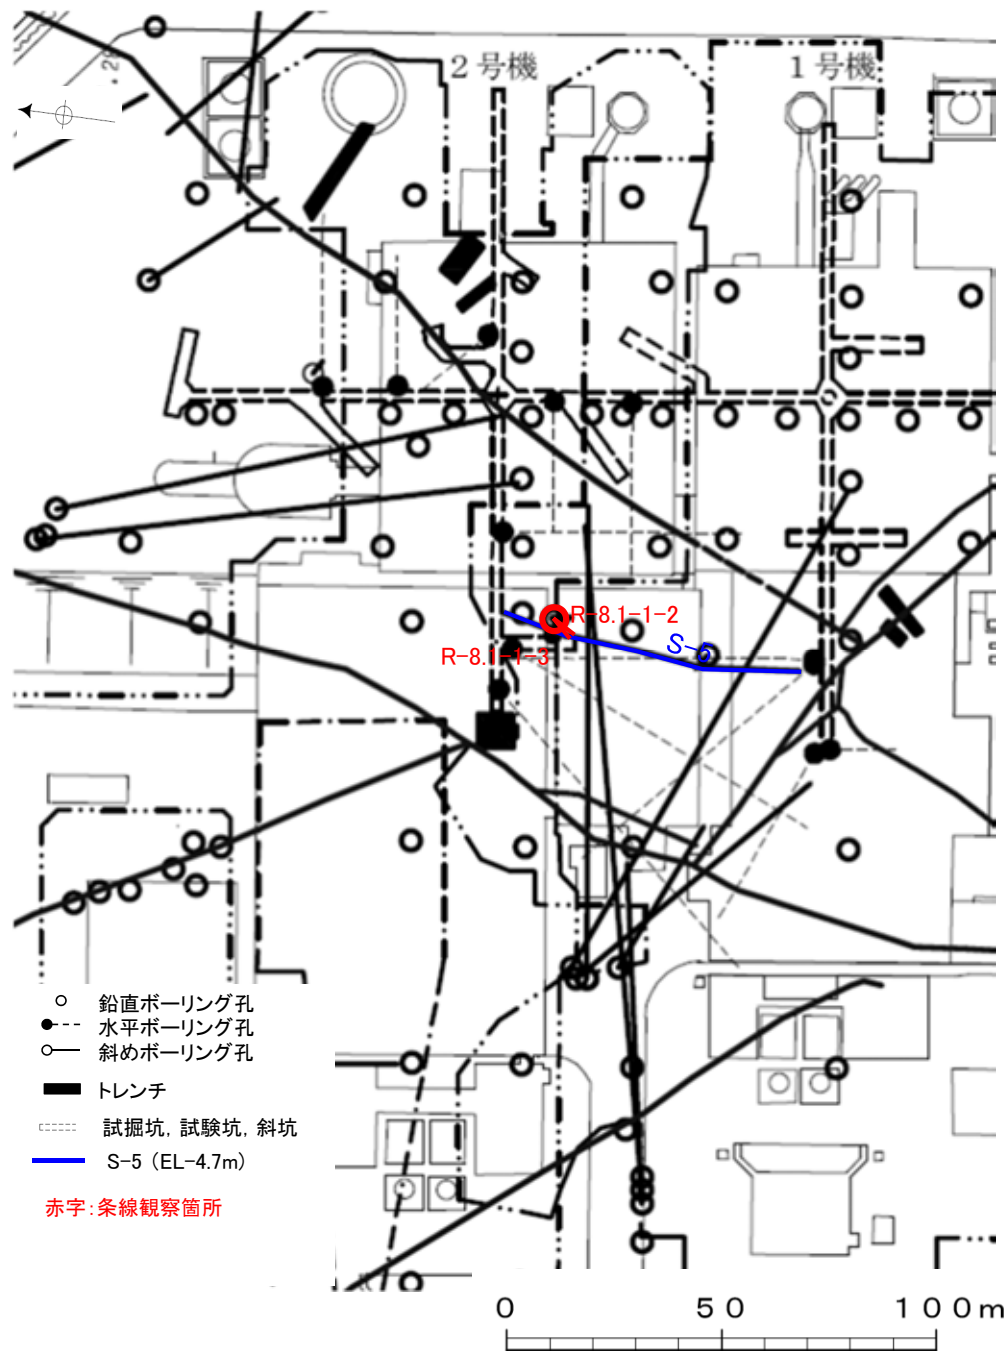 2号機
1号機
R-8.1-1-2
S-5
R-8.1-1-3
鉛直ボーリング孔
水平ボーリング孔
斜めボーリング孔
トレンチ
試掘坑, 試験坑, 斜坑
S-5 (EL-4.7m)
赤字:条線観察箇所
0 50 100m